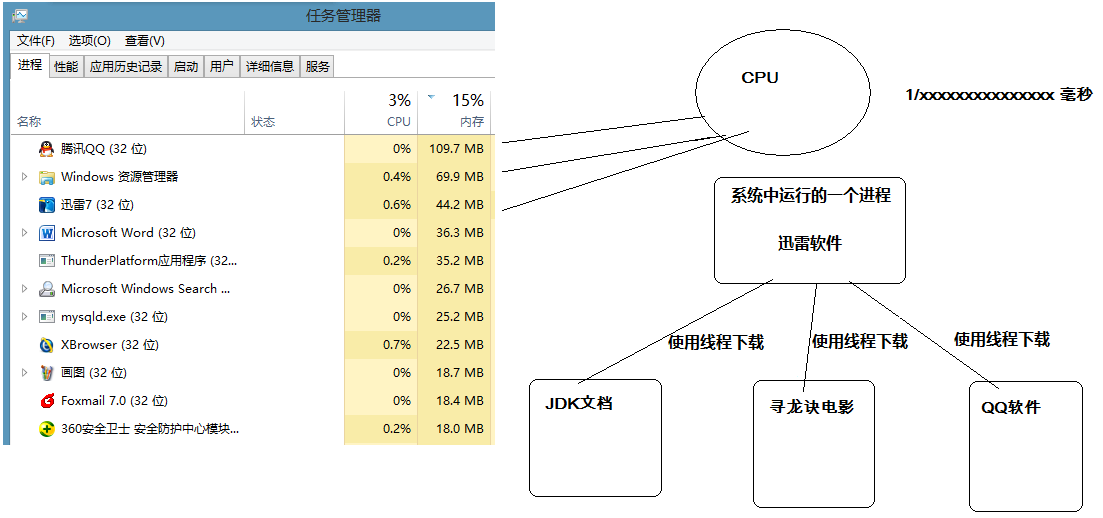 任务管理器
文件(F) 选项(O) 查看(V)
进程 性能 应用历史记录 启动 用户 详细信息 服务
3% 15%
名称 状态 CPU 内存
腾讯QQ (32 位) 0% 109.7 MB
Windows 资源管理器 0.4% 69.9 MB
迅雷7 (32 位) 0.6% 44.2 MB
Microsoft Word (32 位) 0% 36.3 MB
ThunderPlatform应用程序 (32... 0.2% 35.2 MB
Microsoft Windows Search ... 0% 26.7 MB
mysqld.exe (32 位) 0% 25.2 MB
XBrowser (32 位) 0.7% 22.5 MB
画图 (32 位) 0% 18.7 MB
Foxmail 7.0 (32 位) 0% 18.4 MB
360安全卫士 安全防护中心模块... 0.2% 18.0 MB
CPU
1/xxxxxxxxxxxxxxx 毫秒
系统中运行的一个进程
迅雷软件
使用线程下载 使用线程下载 使用线程下载
JDK文档 寻龙诀电影 QQ软件